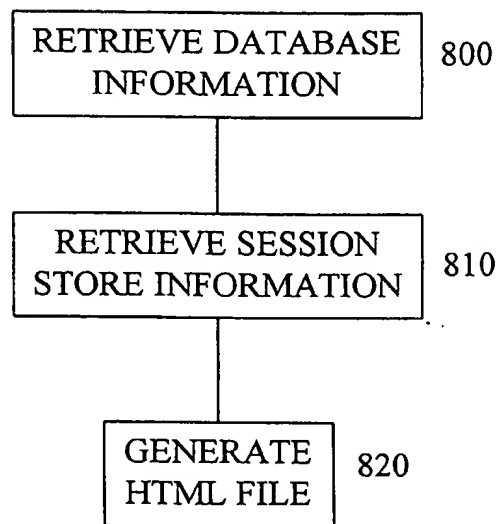 RETRIEVE DATABASE
INFORMATION
800
RETRIEVE SESSION
STORE INFORMATION
810
GENERATE
HTML FILE
820